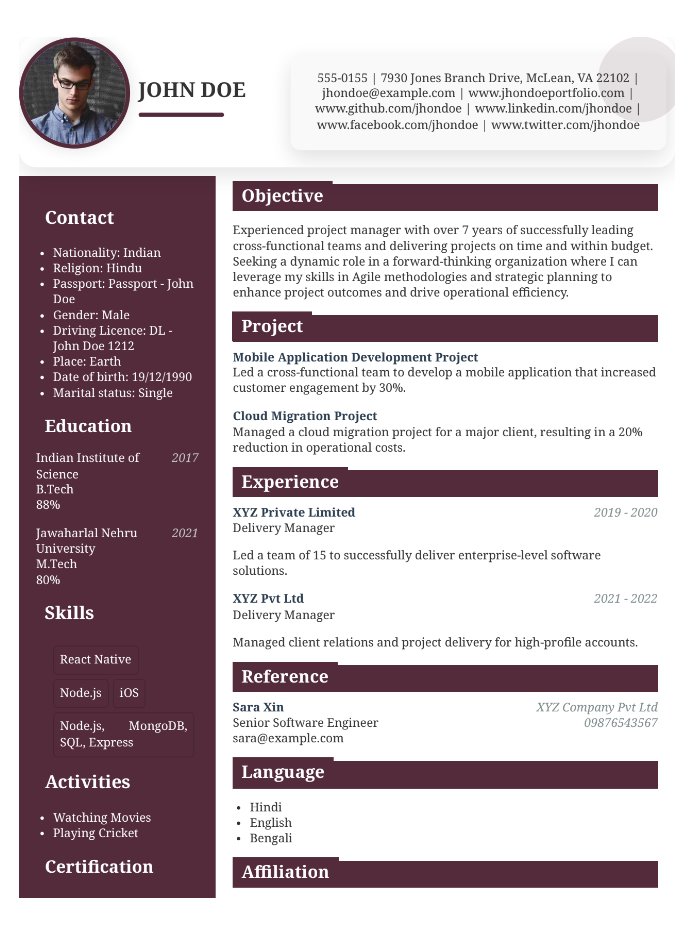 JOHN DOE
555-0155 | 7930 Jones Branch Drive, McLean, VA 22102 |
jhondoe@example.com | www.jhondoeportfolio.com |
www.github.com/jhondoe | www.linkedin.com/jhondoe |
www.facebook.com/jhondoe | www.twitter.com/jhondoe
Contact
• Nationality: Indian
• Religion: Hindu
• Passport: Passport - John
Doe
• Gender: Male
• Driving Licence: DL -
John Doe 1212
• Place: Earth
• Date of birth: 19/12/1990
• Marital status: Single
Education
Indian Institute of 2017
Science
B.Tech
88%
Jawaharlal Nehru 2021
University
M.Tech
80%
Skills
React Native
Node.js iOS
Node.js, MongoDB,
SQL, Express
Activities
• Watching Movies
• Playing Cricket
Certification
Objective
Experienced project manager with over 7 years of successfully leading
cross-functional teams and delivering projects on time and within budget.
Seeking a dynamic role in a forward-thinking organization where I can
leverage my skills in Agile methodologies and strategic planning to
enhance project outcomes and drive operational efficiency.
Project
Mobile Application Development Project
Led a cross-functional team to develop a mobile application that increased
customer engagement by 30%.
Cloud Migration Project
Managed a cloud migration project for a major client, resulting in a 20%
reduction in operational costs.
Experience
XYZ Private Limited 2019 - 2020
Delivery Manager
Led a team of 15 to successfully deliver enterprise-level software
solutions.
XYZ Pvt Ltd 2021 - 2022
Delivery Manager
Managed client relations and project delivery for high-profile accounts.
Reference
Sara Xin XYZ Company Pvt Ltd
Senior Software Engineer 09876543567
sara@example.com
Language
• Hindi
• English
• Bengali
Affiliation